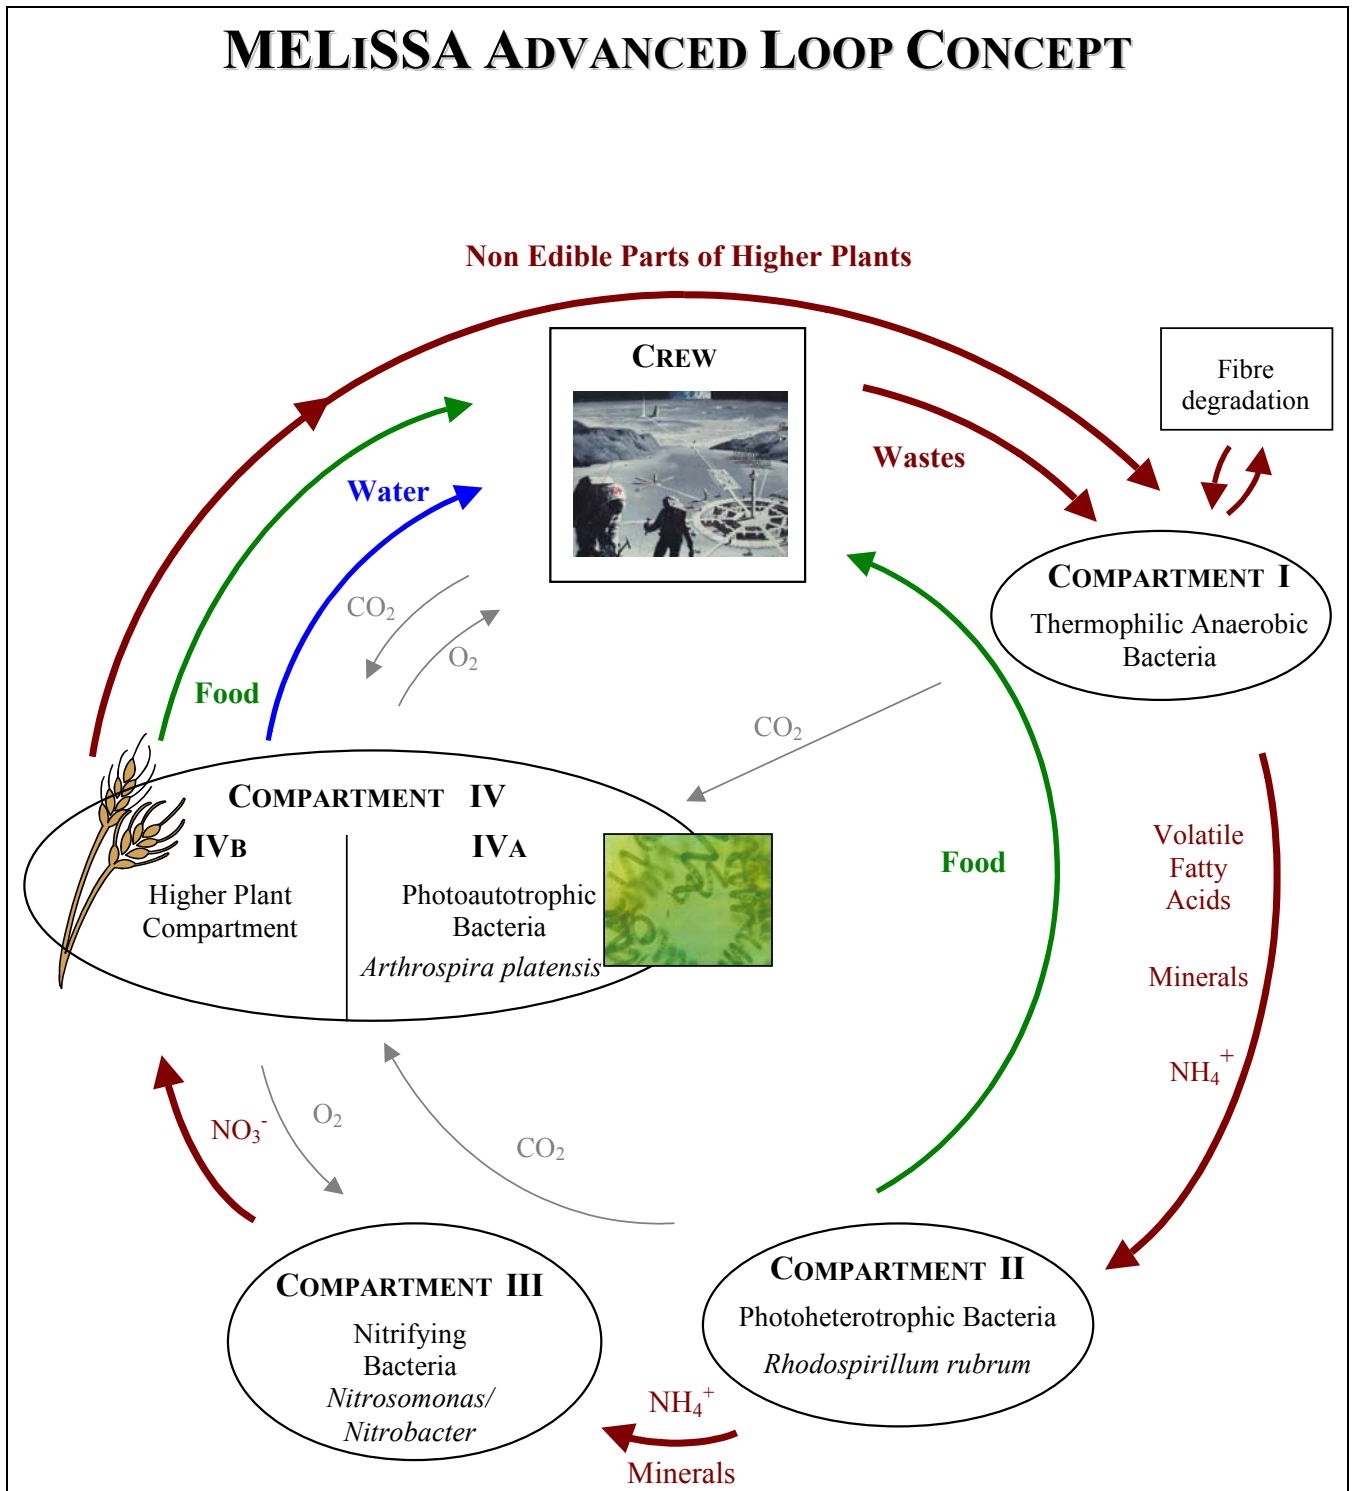 MELiSSA ADVANCED LOOP CONCEPT
Non Edible Parts of Higher Plants
CREW
Fibre
degradation
Wastes
Water
COMPARTMENT I
Thermophilic Anaerobic
Bacteria
CO₂
O₂
Food
CO₂
COMPARTMENT IV
IVB
Higher Plant
Compartment
IVA
Photoautotrophic
Bacteria
Arthrospira platensis
Food
Volatile
Fatty
Acids
Minerals
NH₄⁺
NO₃⁻
O₂
CO₂
COMPARTMENT III
Nitrifying
Bacteria
Nitrosomonas/
Nitrobacter
COMPARTMENT II
Photoheterotrophic Bacteria
Rhodospirillum rubrum
NH₄⁺
Minerals